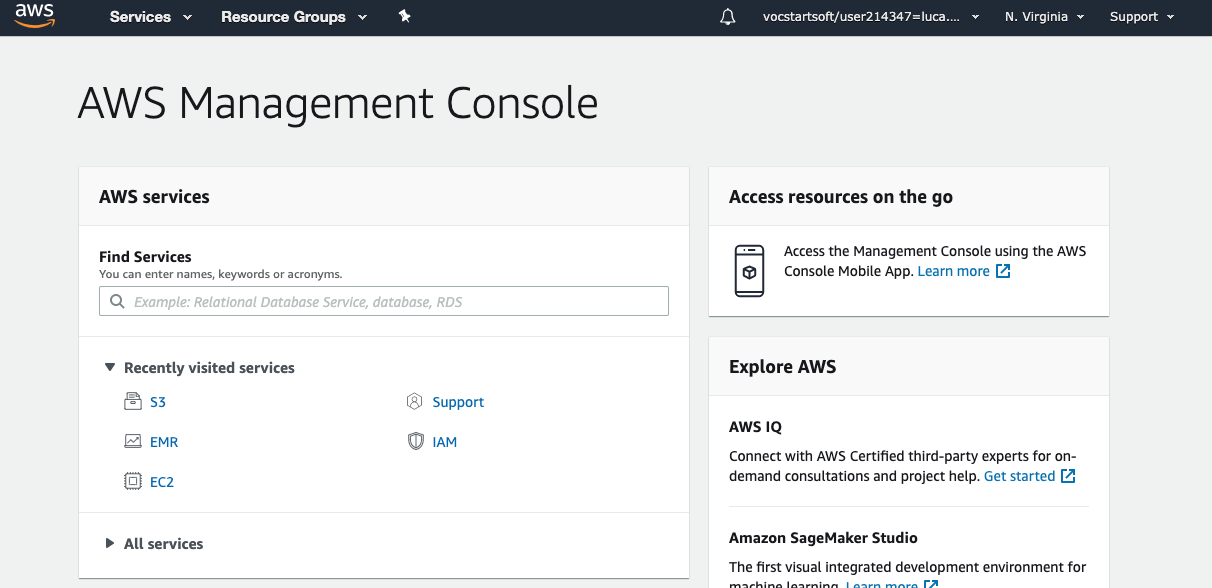 aws Services Resource Groups vocstartsoft/user214347=luca.... N. Virginia Support
AWS Management Console
AWS services
Find Services
You can enter names, keywords or acronyms.
Example: Relational Database Service, database, RDS
Recently visited services
S3 Support
EMR IAM
EC2
All services
Access resources on the go
Access the Management Console using the AWS
Console Mobile App. Learn more
Explore AWS
AWS IQ
Connect with AWS Certified third-party experts for on-
demand consultations and project help. Get started
Amazon SageMaker Studio
The first visual integrated development environment for
machine learning. Learn more